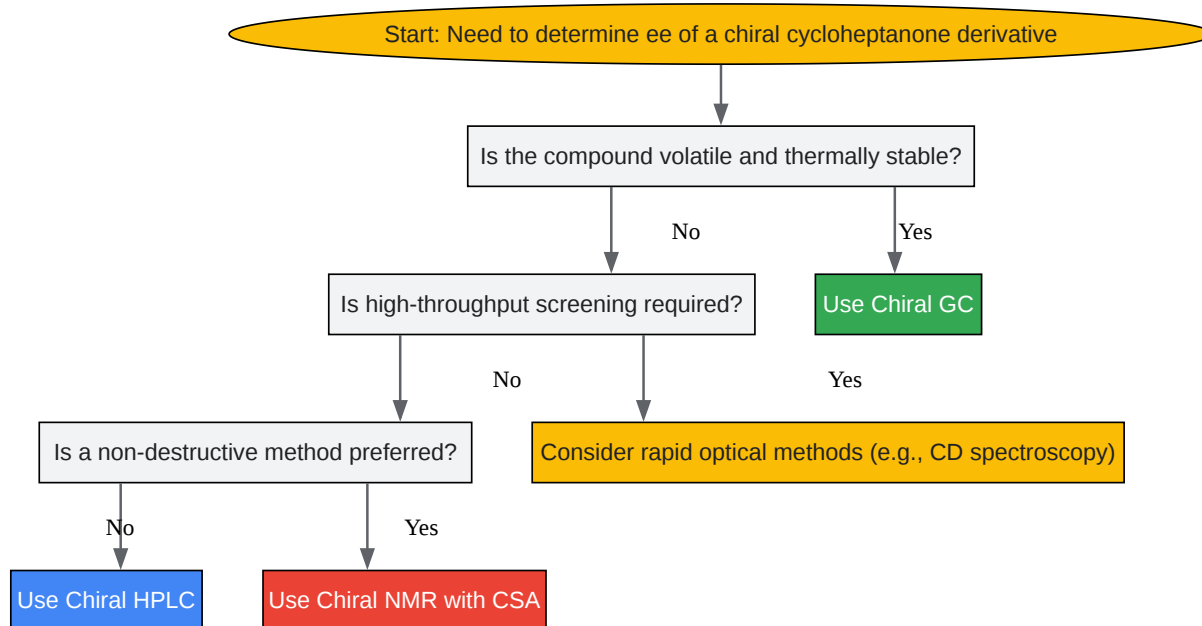 Start: Need to determine ee of a chiral cycloheptanone derivative
Is the compound volatile and thermally stable?
No
Yes
Is high-throughput screening required?
Use Chiral GC
No
Yes
Is a non-destructive method preferred?
Consider rapid optical methods (e.g., CD spectroscopy)
No
Yes
Use Chiral HPLC
Use Chiral NMR with CSA